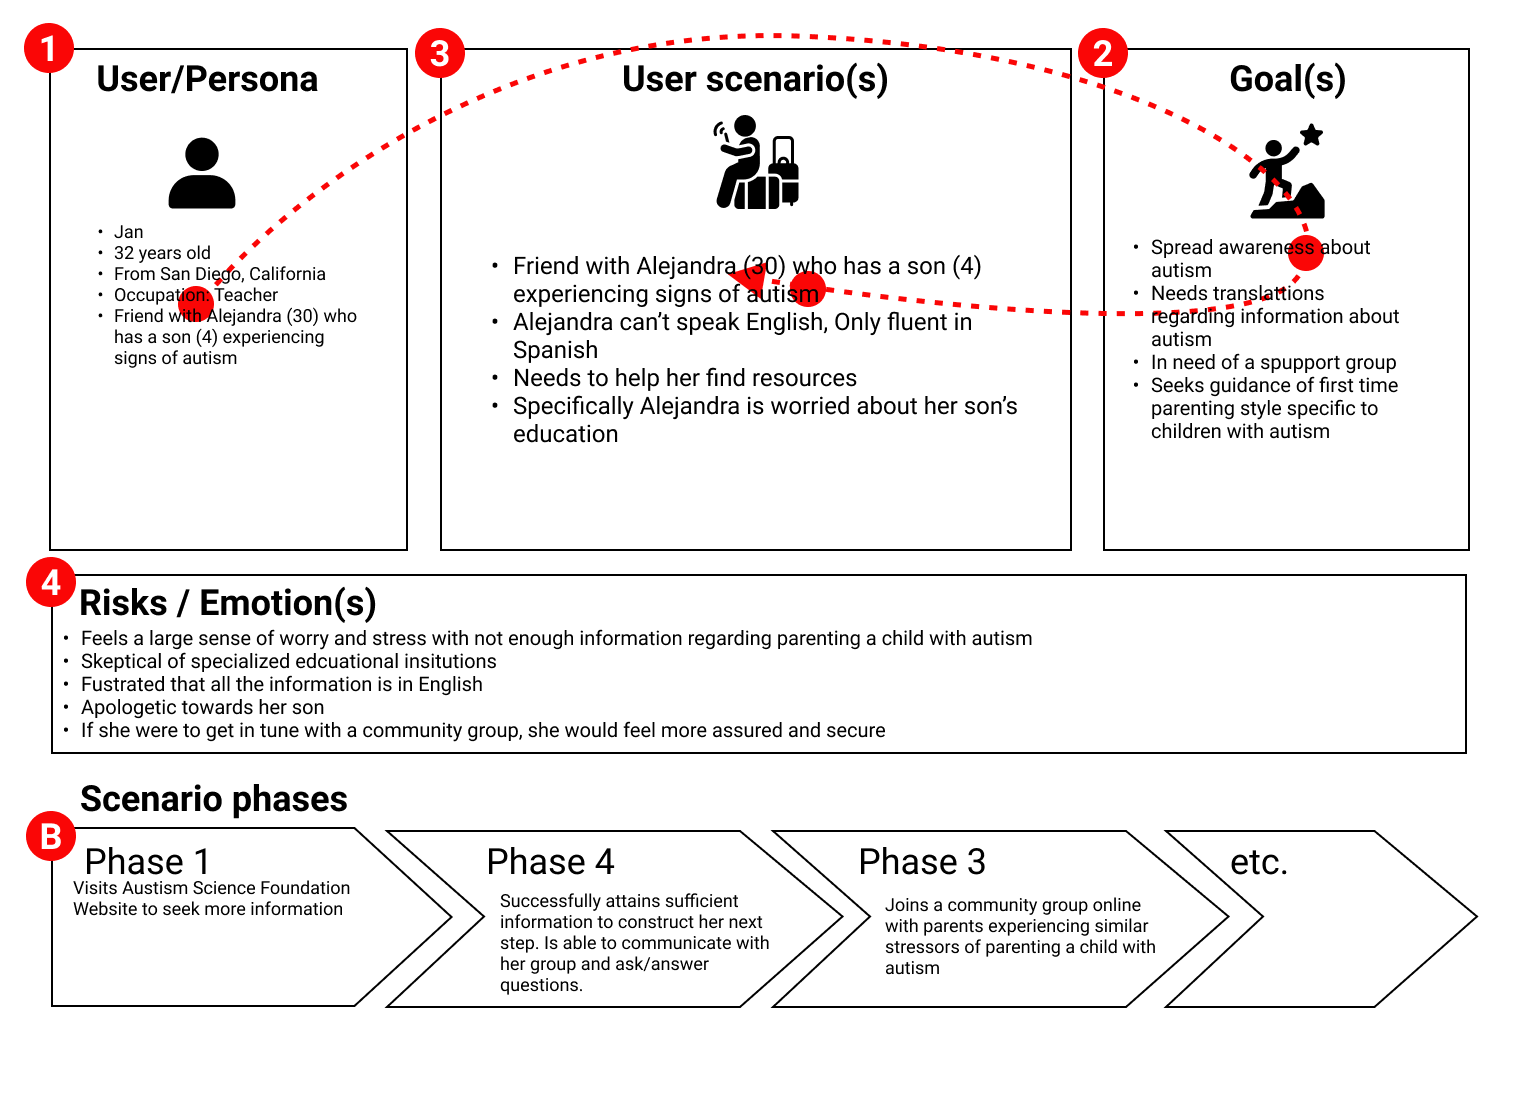 1
User/Persona
• Jan
• 32 years old
• From San Diego, California
• Occupation: Teacher
• Friend with Alejandra (30) who
has a son (4) experiencing
signs of autism
3
User scenario(s)
• Friend with Alejandra (30) who has a son (4)
experiencing signs of autism
• Alejandra can’t speak English, Only fluent in
Spanish
• Needs to help her find resources
• Specifically Alejandra is worried about her son’s
education
2
Goal(s)
• Spread awareness about
autism
• Needs translattions
regarding information about
autism
• In need of a spupport group
• Seeks guidance of first time
parenting style specific to
children with autism
4
Risks / Emotion(s)
• Feels a large sense of worry and stress with not enough information regarding parenting a child with autism
• Skeptical of specialized edcuational insitutions
• Fustrated that all the information is in English
• Apologetic towards her son
• If she were to get in tune with a community group, she would feel more assured and secure
Scenario phases
B
Phase 1
Visits Austism Science Foundation
Website to seek more information
Phase 4
Successfully attains sufficient
information to construct her next
step. Is able to communicate with
her group and ask/answer
questions.
Phase 3
Joins a community group online
with parents experiencing similar
stressors of parenting a child with
autism
etc.